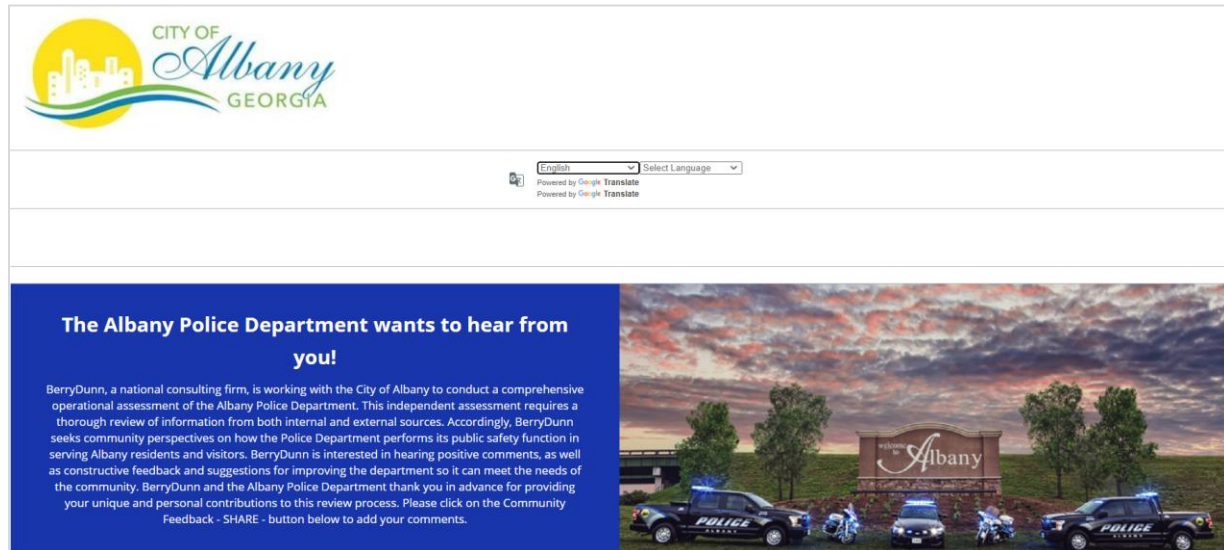 CITY OF
Albany
GEORGIA
English Select Language
Powered by Google Translate
Powered by Google Translate
The Albany Police Department wants to hear from
you!
BerryDunn, a national consulting firm, is working with the City of Albany to conduct a comprehensive
operational assessment of the Albany Police Department. This independent assessment requires a
thorough review of information from both internal and external sources. Accordingly, BerryDunn
seeks community perspectives on how the Police Department performs its public safety function in
serving Albany residents and visitors. BerryDunn is interested in hearing positive comments, as well
as constructive feedback and suggestions for improving the department so it can meet the needs of
the community. BerryDunn and the Albany Police Department thank you in advance for providing
your unique and personal contributions to this review process. Please click on the Community
Feedback - SHARE - button below to add your comments.
welcome
to
Albany
POLICE
ALBANY
POLICE
ALBANY